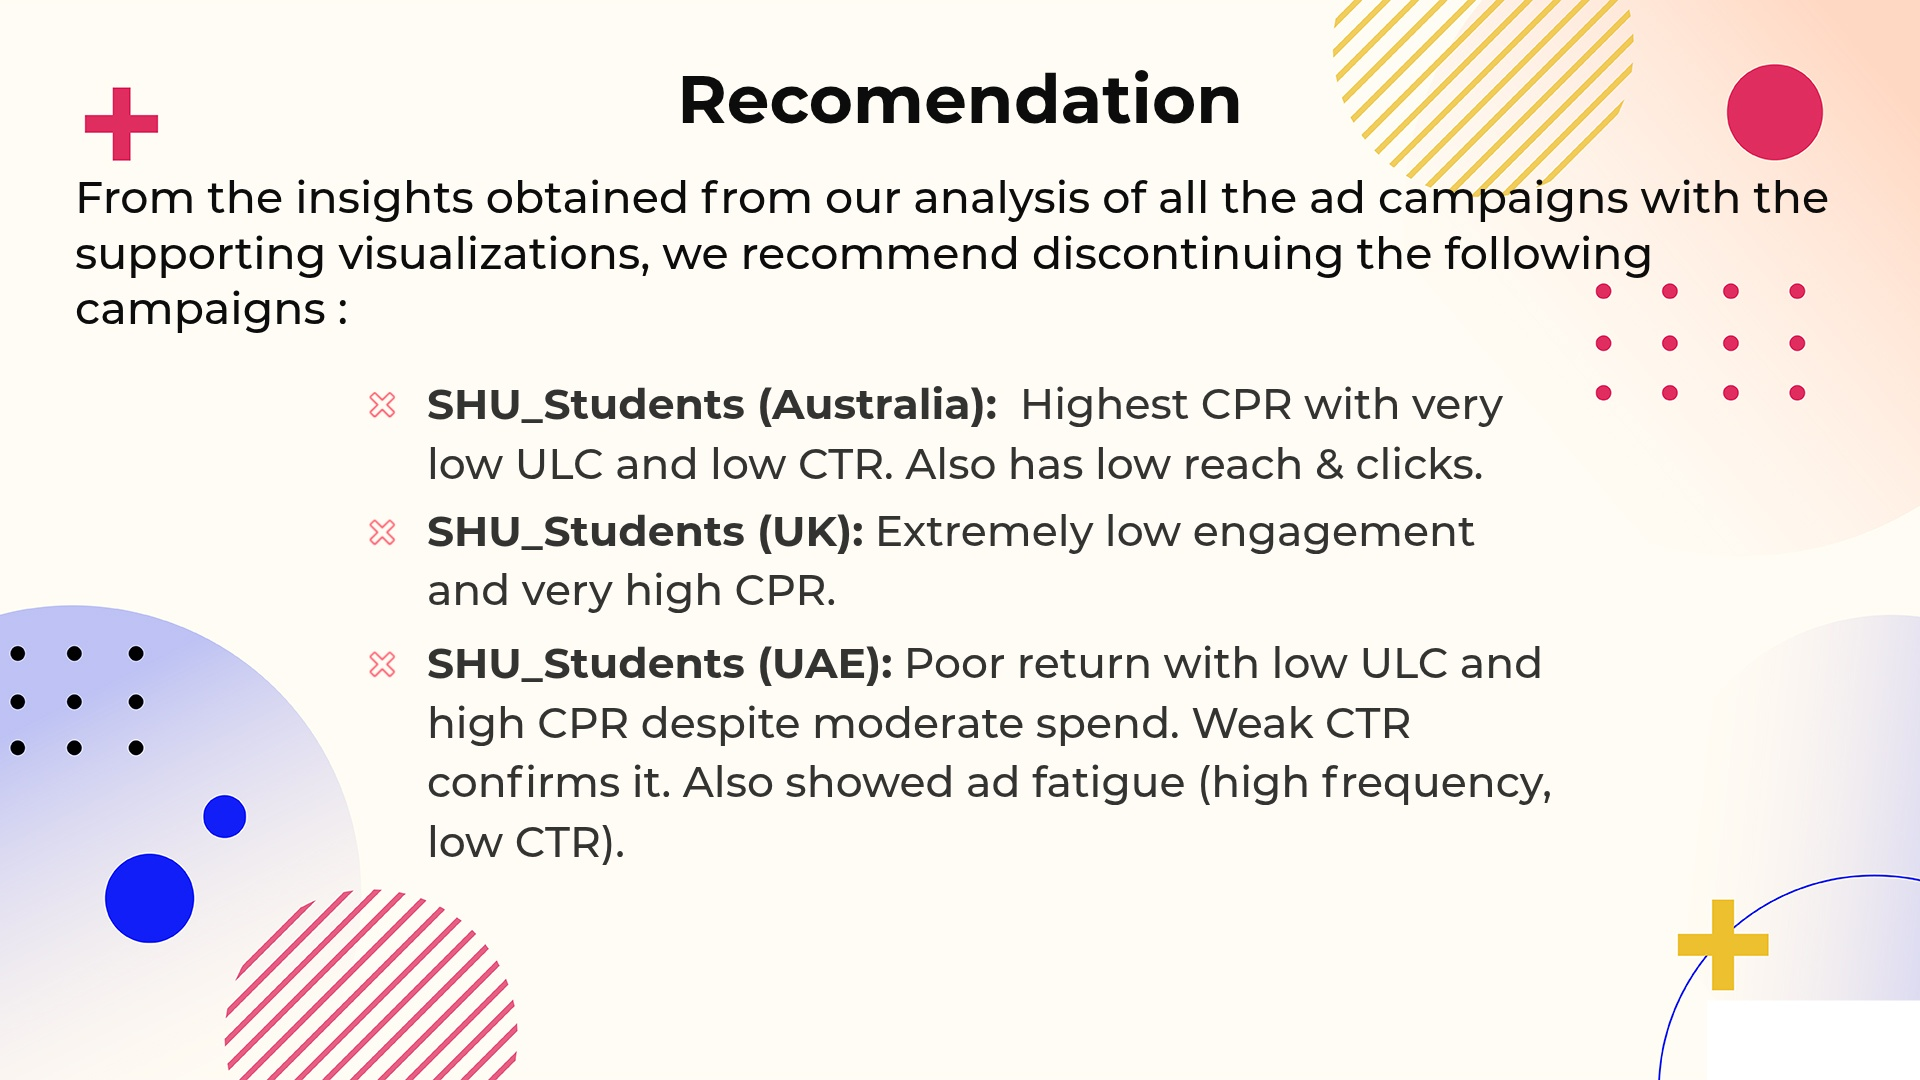 Recomendation
From the insights obtained from our analysis of all the ad campaigns with the
supporting visualizations, we recommend discontinuing the following
campaigns :
SHU_Students (Australia):  Highest CPR with very
low ULC and low CTR. Also has low reach & clicks.
SHU_Students (UK): Extremely low engagement
and very high CPR.
SHU_Students (UAE): Poor return with low ULC and
high CPR despite moderate spend. Weak CTR
confirms it. Also showed ad fatigue (high frequency,
low CTR).